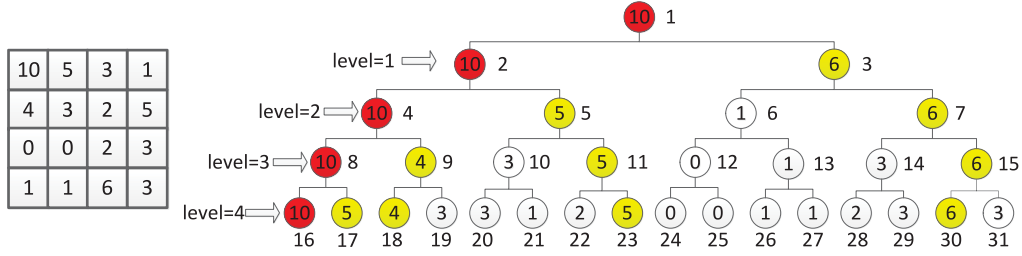 10 5 3 1
4 3 2 5
0 0 2 3
1 1 6 3
10 1
level=1 10 2 6 3
level=2 10 4 5 5 1 6 6 7
level=3 10 8 4 9 3 10 5 11 0 12 1 13 3 14 6 15
level=4 10 5 4 3 3 1 2 5 0 0 1 1 2 3 6 3
16 17 18 19 20 21 22 23 24 25 26 27 28 29 30 31